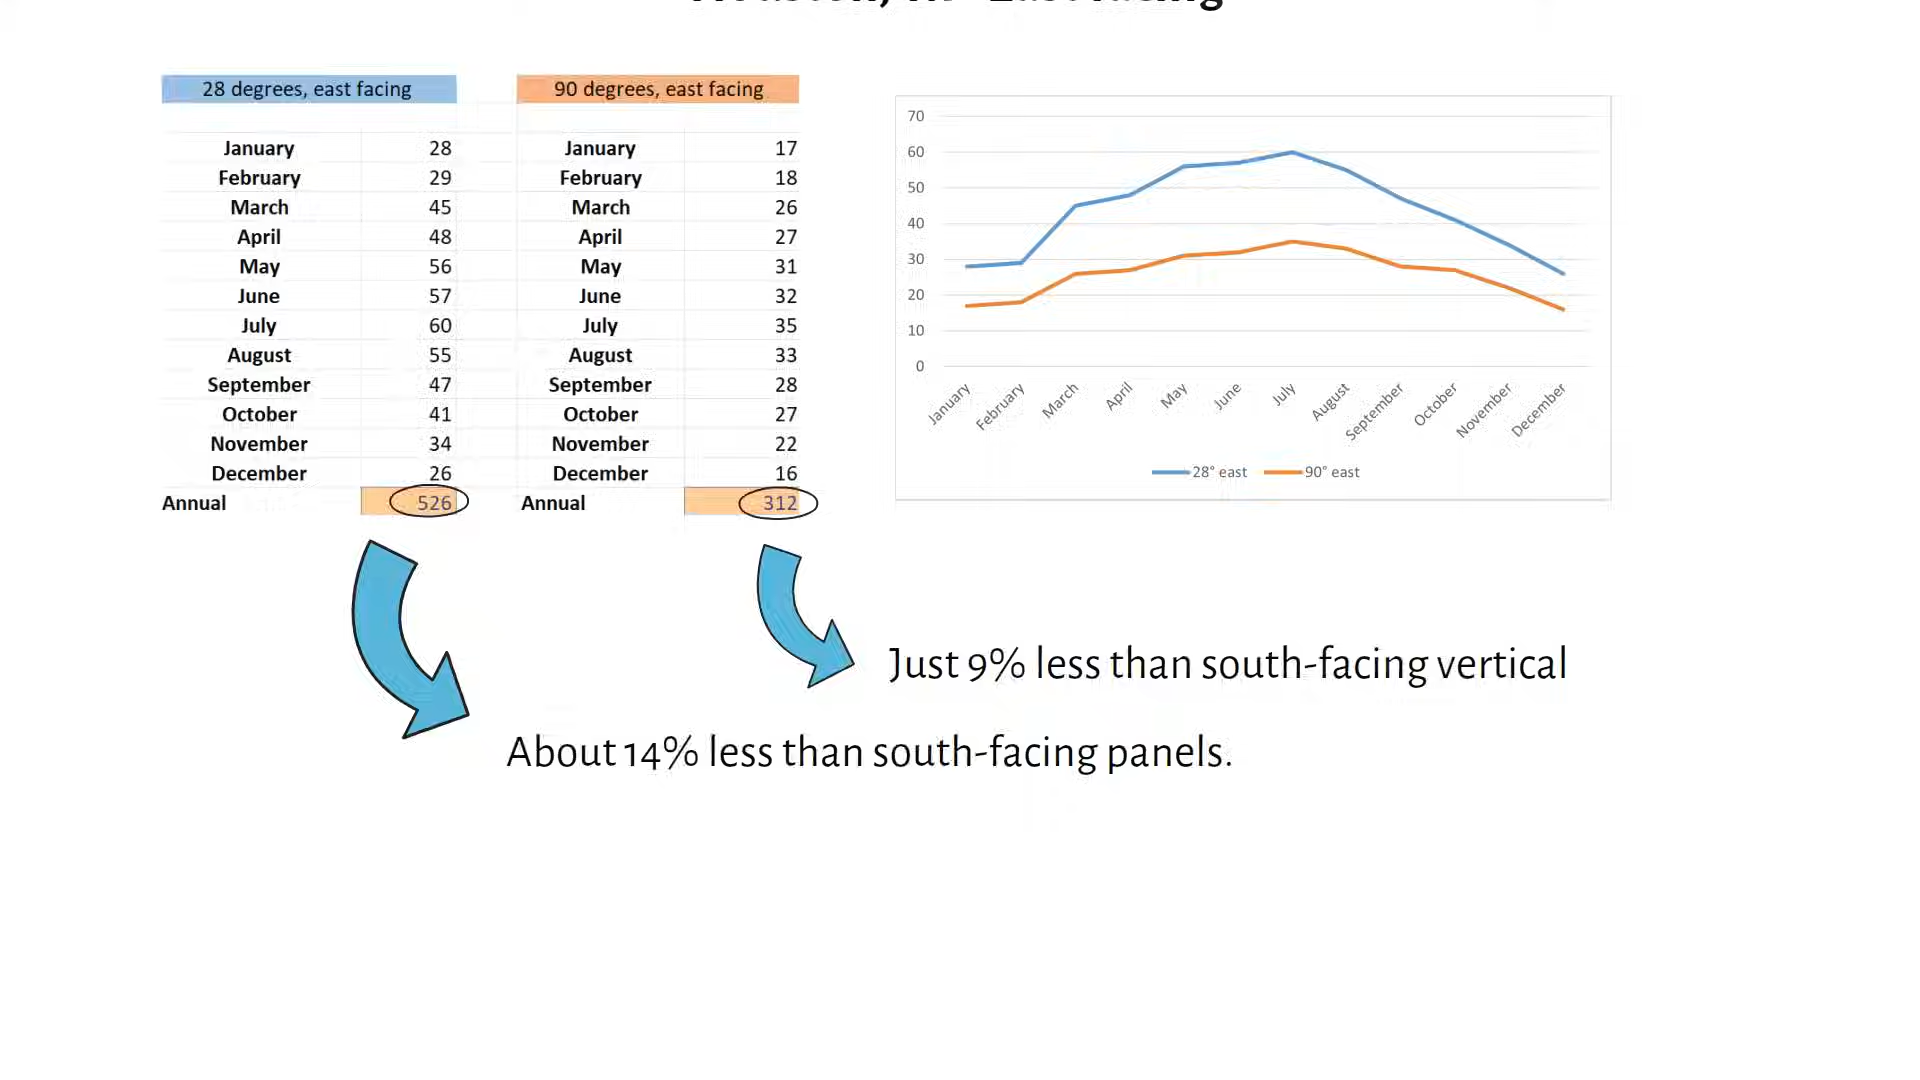 East facing
28 degrees, east facing
January 28
February 29
March 45
April 48
May 56
June 57
July 60
August 55
September 47
October 41
November 34
December 26
Annual 526
90 degrees, east facing
January 17
February 18
March 26
April 27
May 31
June 32
July 35
August 33
September 28
October 27
November 22
December 16
Annual 312
70
60
50
40
30
20
10
0
January February March April May June July August September October November December
28° east 90° east
Just 9% less than south-facing vertical
About 14% less than south-facing panels.